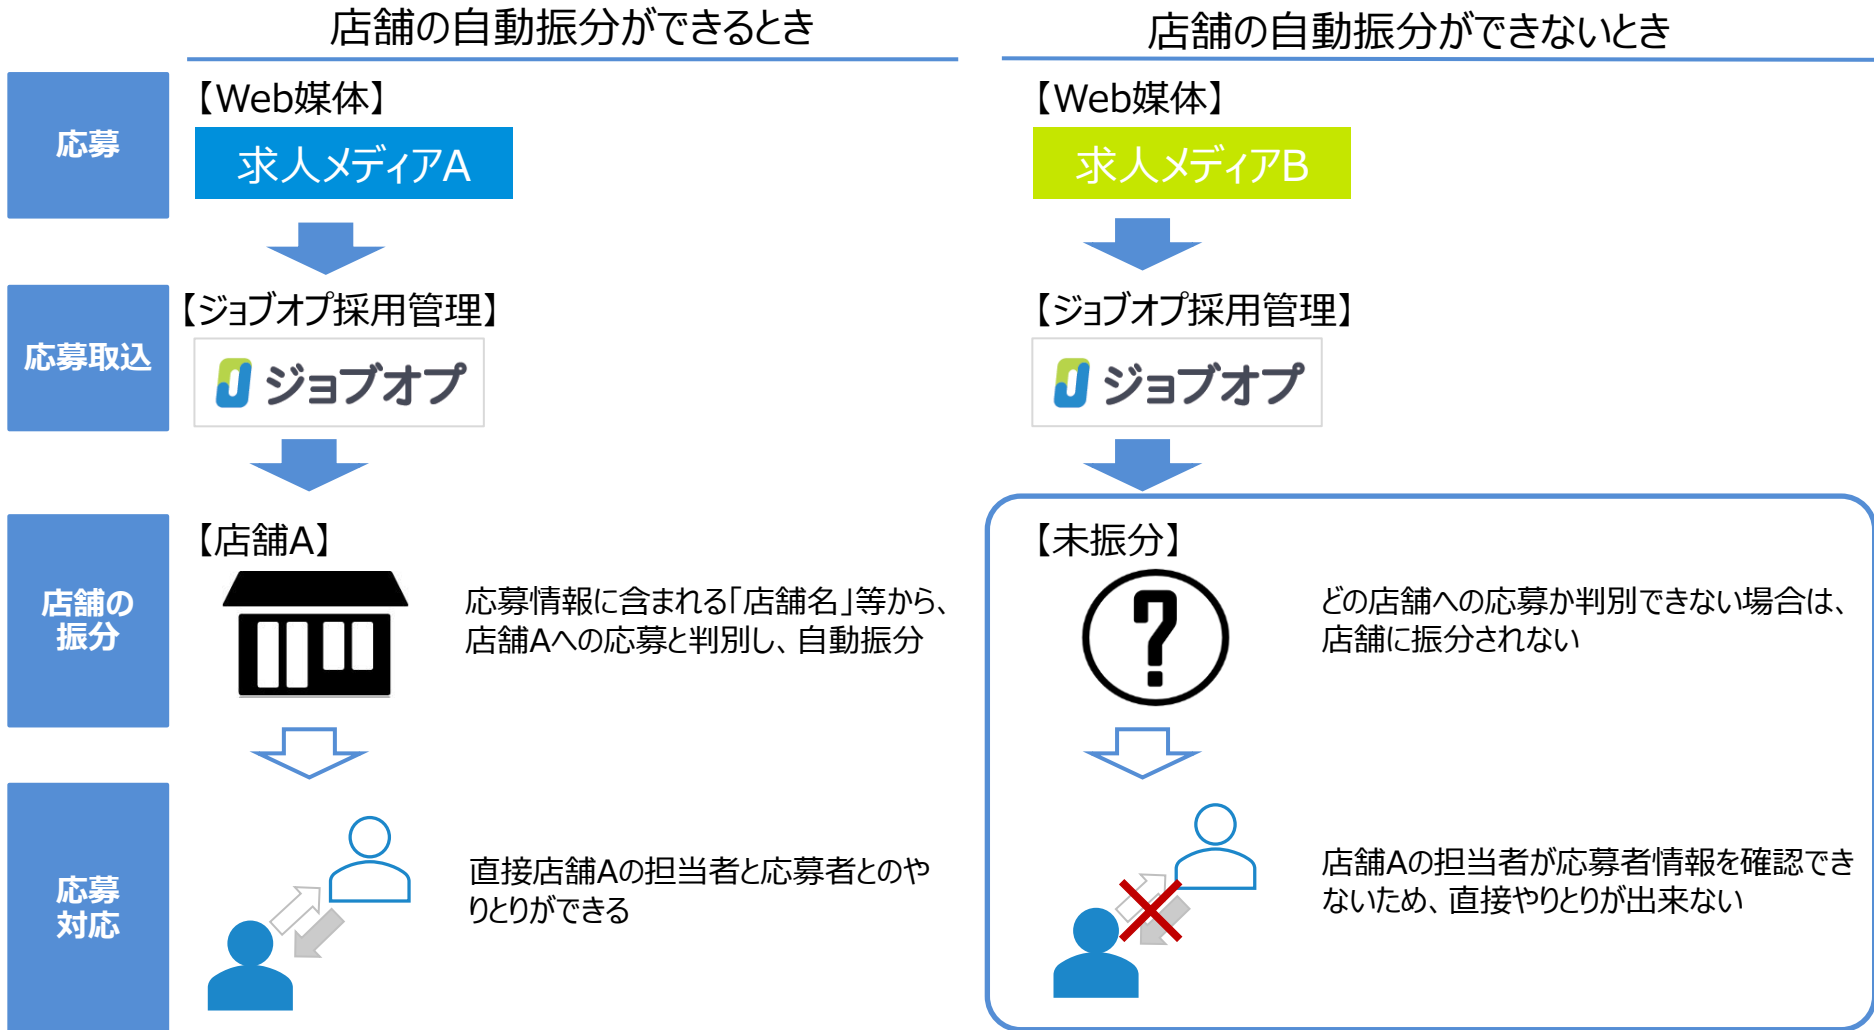 店舗の自動振分ができるとき
店舗の自動振分ができないとき
応募
【Web媒体】
求人メディアA
【Web媒体】
求人メディアB
応募取込
【ジョブオプ採用管理】
ジョブオプ
【ジョブオプ採用管理】
ジョブオプ
店舗の
振分
【店舗A】
応募情報に含まれる「店舗名」等から、
店舗Aへの応募と判別し、自動振分
【未振分】
どの店舗への応募か判別できない場合は、
店舗に振分されない
応募
対応
直接店舗Aの担当者と応募者とのや
りとりができる
店舗Aの担当者が応募者情報を確認でき
ないため、直接やりとりが出来ない